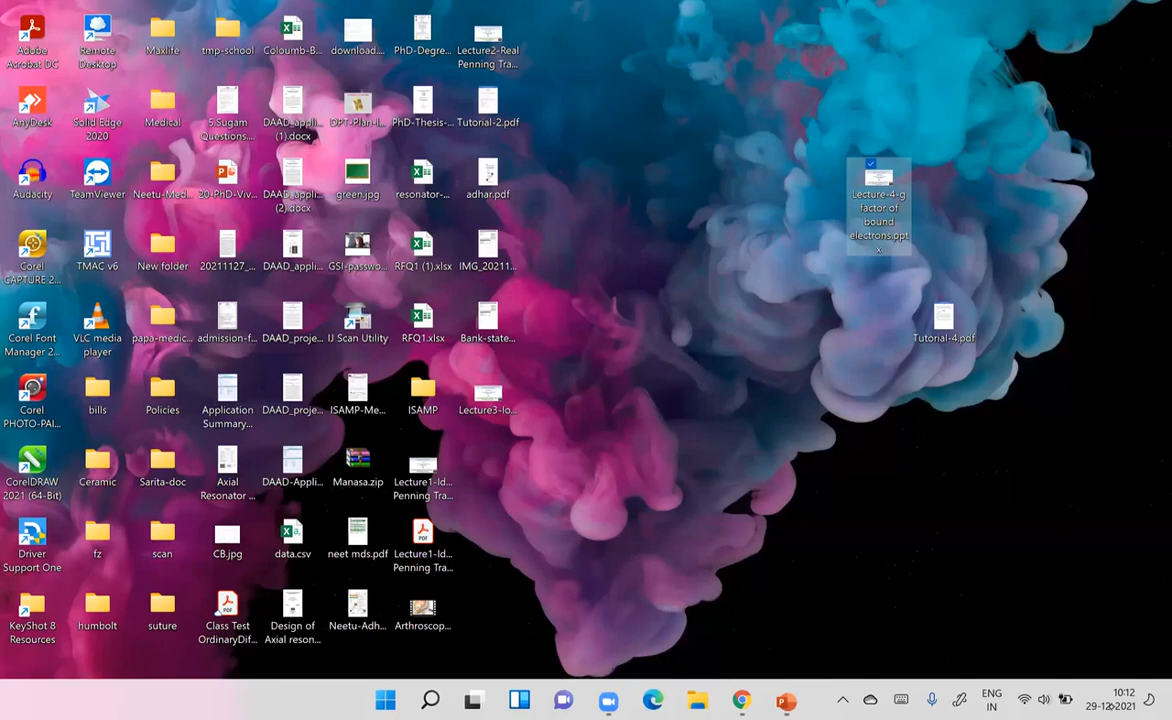 Adobe
Acrobat DC
Remote
Desktop
Maxlife
tmp-school
Coloumb-B...
download....
PhD-Degre...
Lecture2-Real
Penning Tra...
AnyDesk
Solid Edge
2020
Medical
5.Sugam
Questions....
DAAD_appli...
(1).docx
DPT-Plan-I...
PhD-Thesis-...
Tutorial-2.pdf
Audacity
TeamViewer
Neetu-Med...
20-PhD-Viv...
DAAD_appli...
(2).docx
green.jpg
resonator-...
adhar.pdf
Lecture-4-g
factor of
bound
electrons.ppt
x
Corel
CAPTURE 2...
TMAC v6
New folder
20211127_...
DAAD_appli...
GSI-passwo...
RFQ1 (1).xlsx
IMG_20211...
Corel Font
Manager 2...
VLC media
player
papa-medic...
admission-f...
DAAD_proje...
IJ Scan Utility
RFQ1.xlsx
Bank-state...
Tutorial-4.pdf
Corel
PHOTO-PAI...
bills
Policies
Application
Summary...
DAAD_proje...
ISAMP-Me...
ISAMP
Lecture3-Io...
CorelDRAW
2021 (64-Bit)
Ceramic
Sarita-doc
Axial
Resonator ...
DAAD-Appli...
Manasa.zip
Lecture1-Id...
Penning Tra...
Driver
Support One
fz
scan
CB.jpg
data.csv
neet mds.pdf
Lecture1-Id...
Penning Tra...
KeyShot 8
Resources
humbolt
suture
Class Test
OrdinaryDif...
Design of
Axial reson...
Neetu-Adh...
Arthroscop...
ENG
IN
10:12
29-12-2021